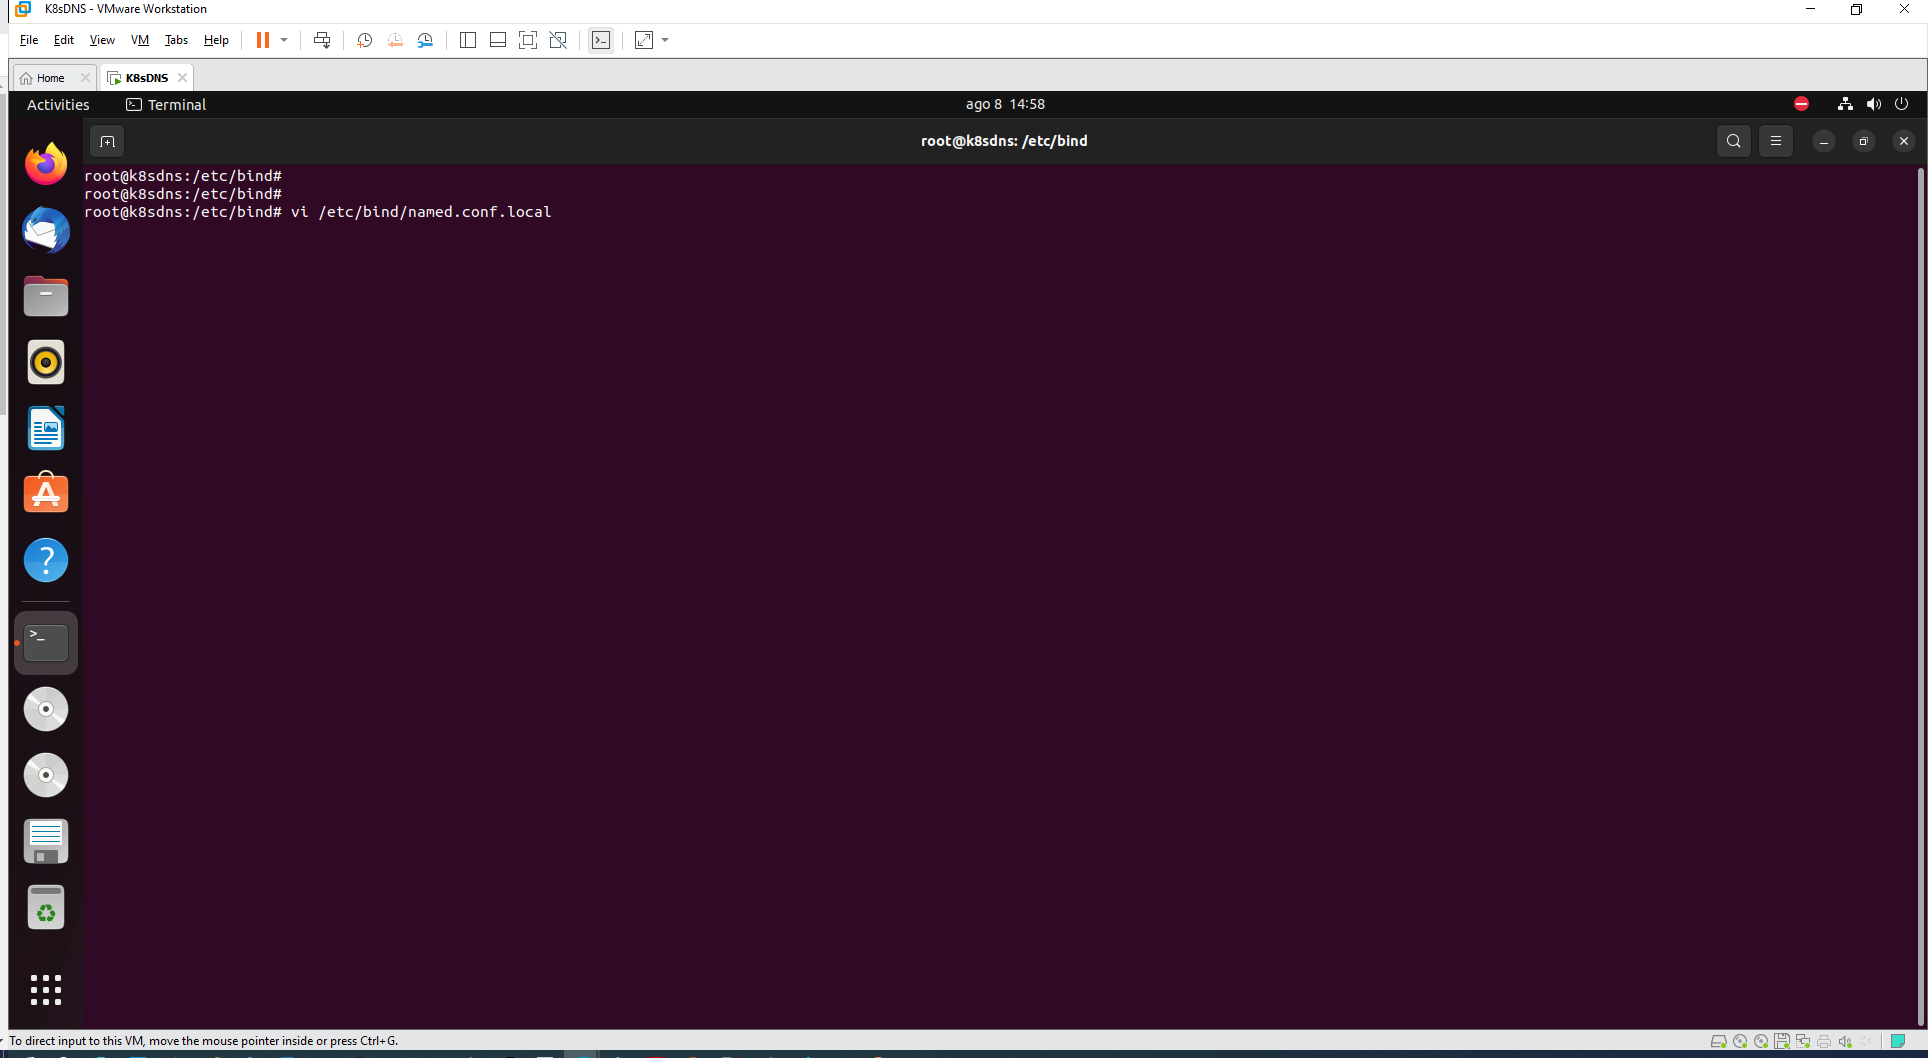 K8sDNS - VMware Workstation
File Edit View VM Tabs Help
Home K8sDNS
Activities Terminal ago 8 14:58
root@k8sdns: /etc/bind
root@k8sdns:/etc/bind#
root@k8sdns:/etc/bind#
root@k8sdns:/etc/bind# vi /etc/bind/named.conf.local
To direct input to this VM, move the mouse pointer inside or press Ctrl+G.